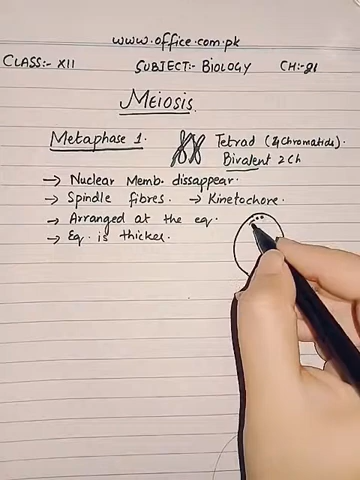 www.office.com.pk
CLASS:- XII SUBJECT:- BIOLOGY CH:-21
MEIOSIS
Metaphase 1. Tetrad (4 Chromatids).
Bivalent 2 Ch
→ Nuclear Memb. dissappear.
→ Spindle fibres. → Kinetochore.
→ Arranged at the eq.
→ Eq. is thicker.